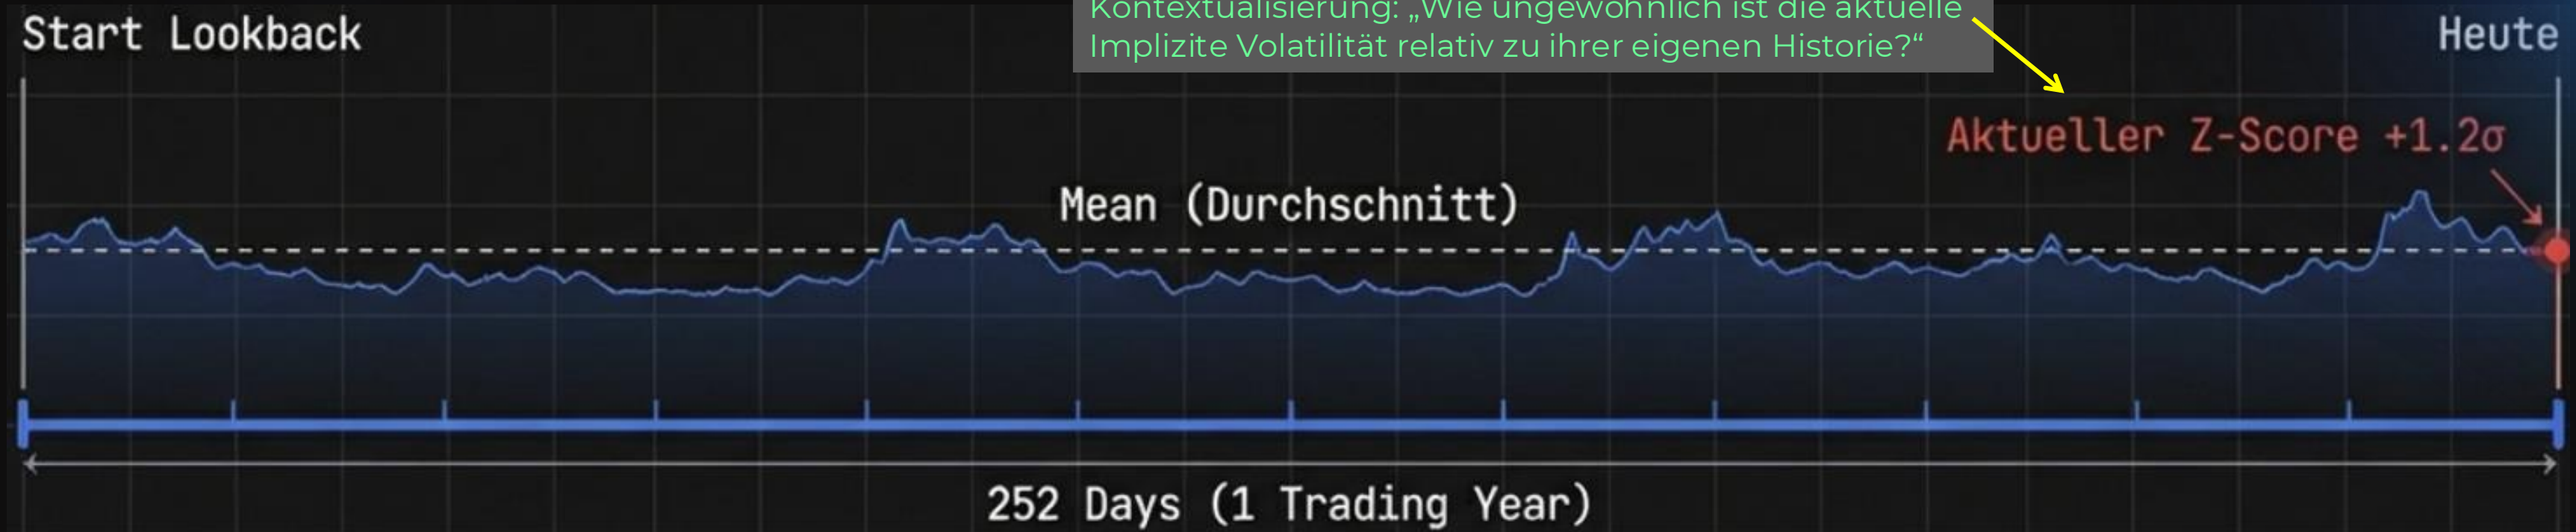 Start Lookback
Kontextualisierung: „Wie ungewöhnlich ist die aktuelle
Implizite Volatilität relativ zu ihrer eigenen Historie?“
Heute
Aktueller Z-Score +1.2σ
Mean (Durchschnitt)
252 Days (1 Trading Year)